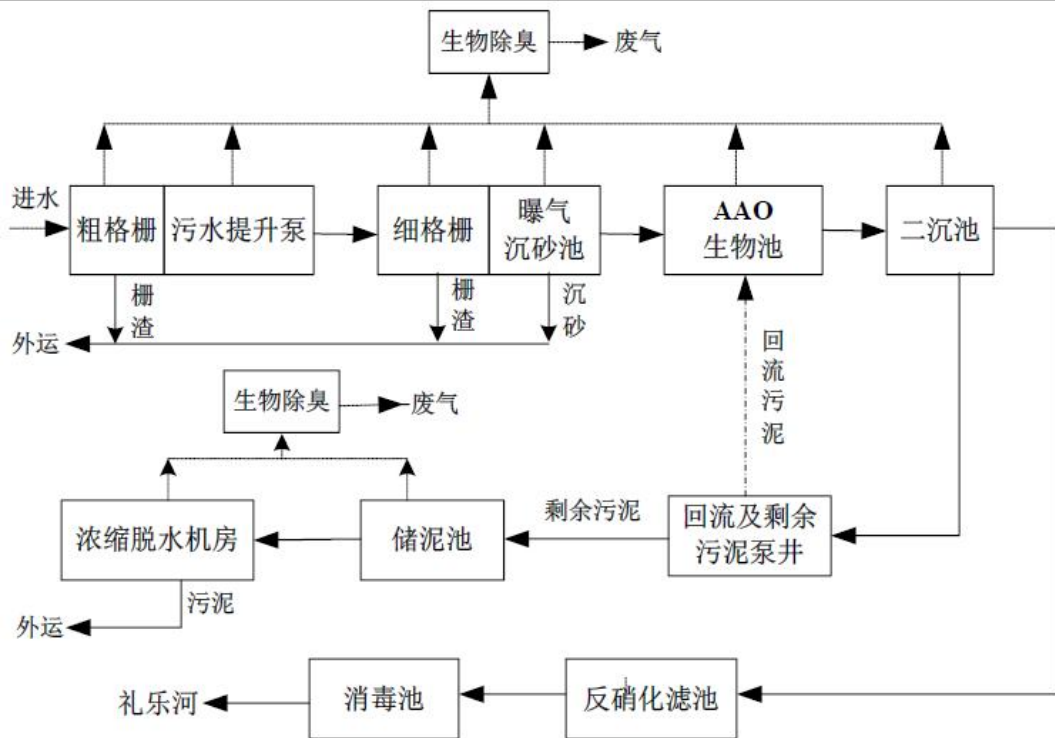 生物除臭
废气
进水
粗格栅
污水提升泵
细格栅
曝气
沉砂池
AAO
生物池
二沉池
栅渣
栅渣
沉砂
外运
回流污泥
生物除臭
废气
浓缩脱水机房
储泥池
剩余污泥
回流及剩余
污泥泵井
污泥
外运
礼乐河
消毒池
反硝化滤池